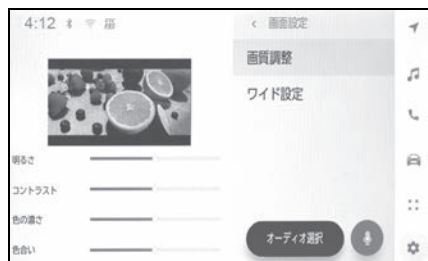 4:12
画面設定
画質調整
ワイド設定
明るさ
コントラスト
色の濃さ
色合い
オーディオ選択